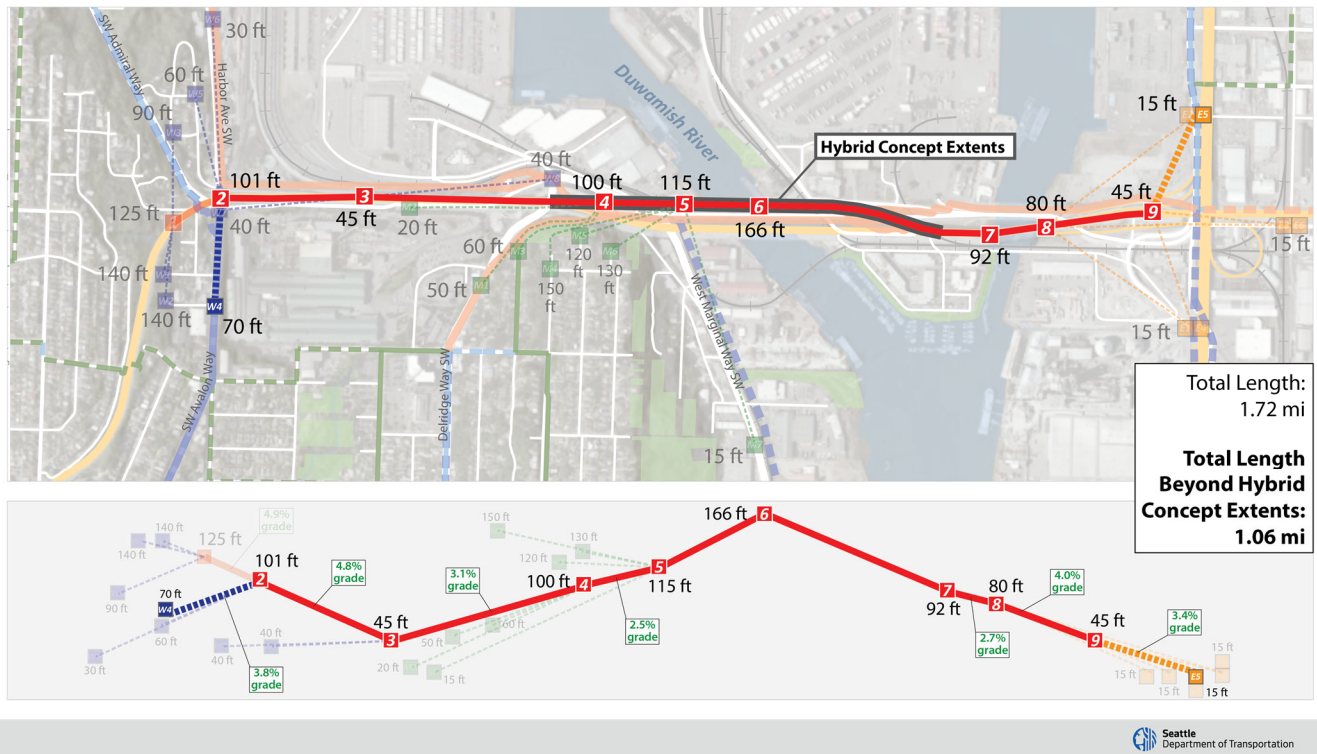 W6
30 ft
SW Admiral Way
Harbor Ave SW
60 ft
W5
90 ft
W3
Duwamish River
15 ft
E5
Hybrid Concept Extents
40 ft
101 ft
2
3
45 ft
100 ft
4
115 ft
5
6
166 ft
7
92 ft
80 ft
8
45 ft
9
125 ft
40 ft
20 ft
60 ft
120
ft
130
ft
150
ft
15 ft
140 ft
140 ft
50 ft
W4
70 ft
15 ft
SW Avalon Way
Delridge Way SW
West Marginal Way SW
15 ft
Total Length:
1.72 mi
Total Length
Beyond Hybrid
Concept Extents:
1.06 mi
4.9%
grade
140 ft
140 ft
125 ft
101 ft
2
4.8%
grade
70 ft
W4
90 ft
60 ft
30 ft
3.8%
grade
40 ft
40 ft
45 ft
3
3.1%
grade
150 ft
130 ft
120 ft
100 ft
4
60 ft
50 ft
20 ft
15 ft
5
115 ft
2.5%
grade
166 ft
6
7
92 ft
80 ft
8
2.7%
grade
4.0%
grade
45 ft
9
3.4%
grade
15 ft
15 ft
E5
15 ft
15 ft
Seattle
Department of Transportation